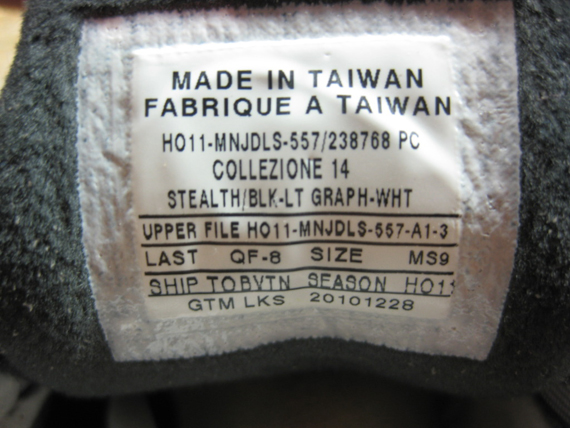 MADE IN TAIWAN
FABRIQUE A TAIWAN
HO11-MNJDLS-557/238768 PC
COLLEZIONE 14
STEALTH/BLK-LT GRAPH-WHT
UPPER FILE HO11-MNJDLS-557-A1-3
LAST QF-8 SIZE MS9
SHIP TO BVTN SEASON HO11
GTM LKS 20101228